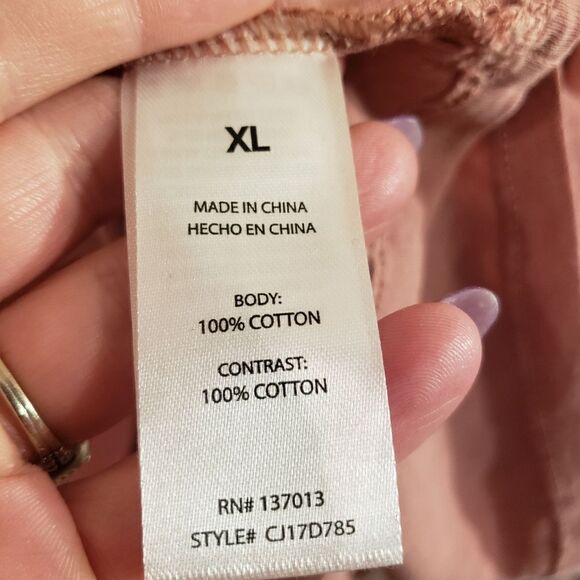 XL
MADE IN CHINA
HECHO EN CHINA
BODY:
100% COTTON
CONTRAST:
100% COTTON
RN# 137013
STYLE# CJ17D785